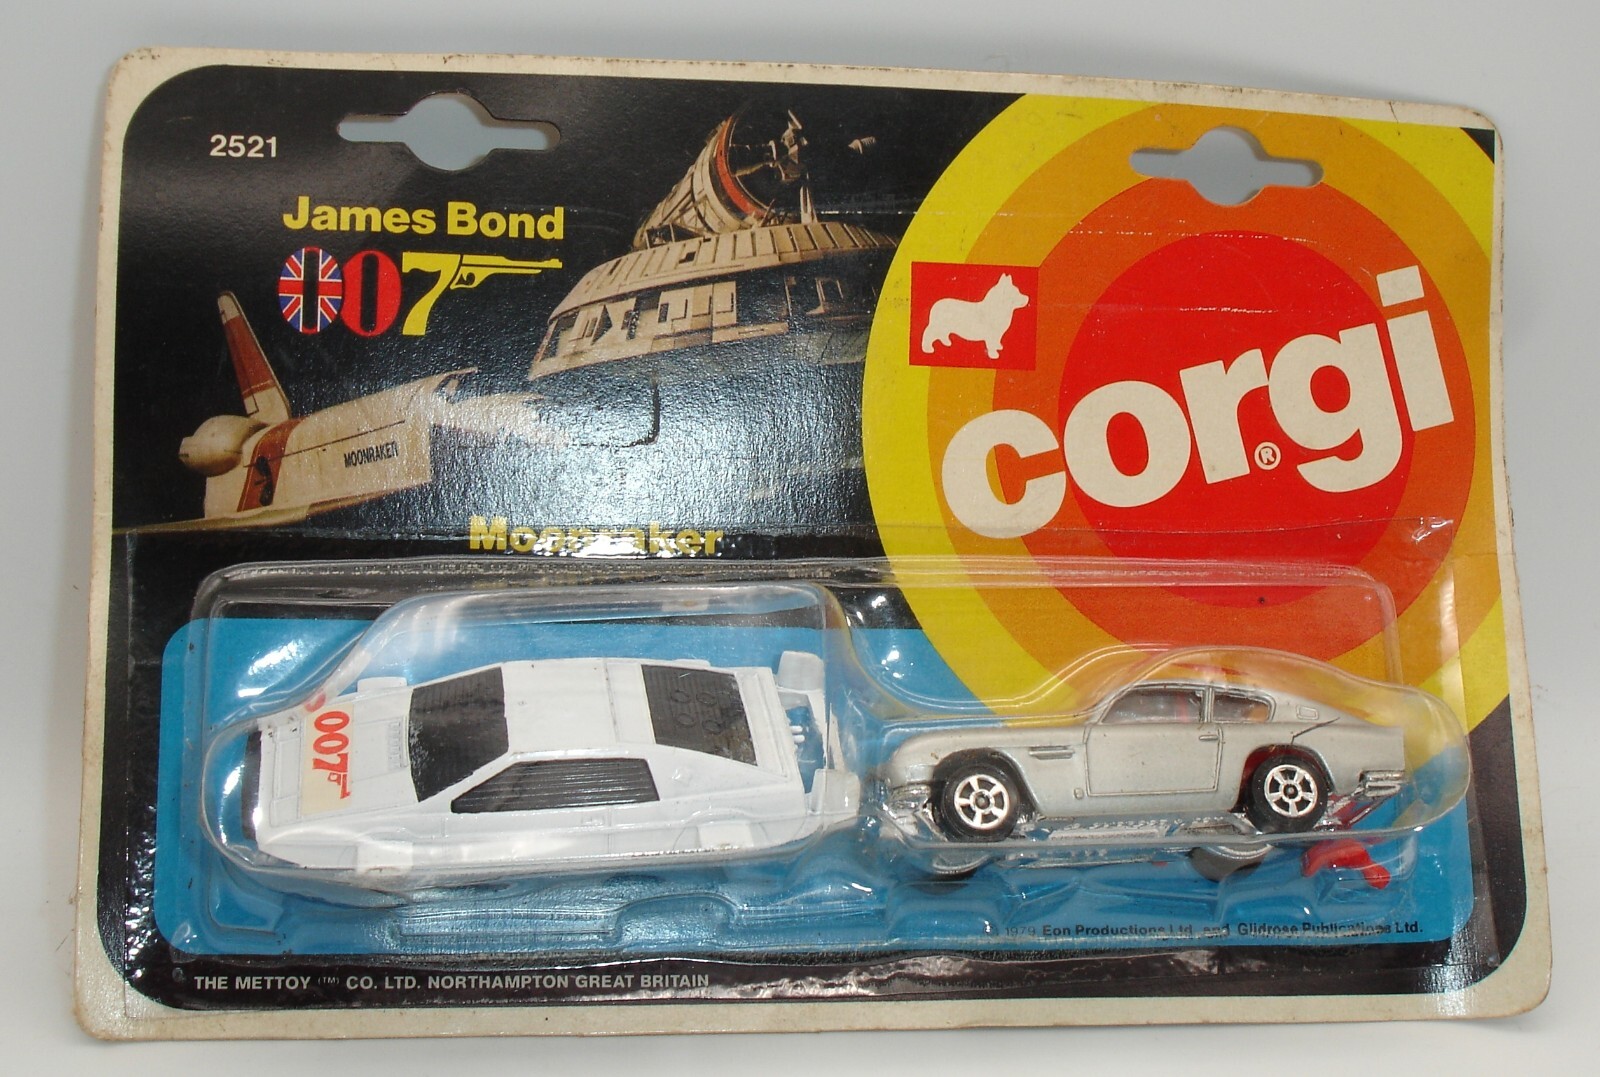 2521
James Bond
007
MOONRAKER
corgi
®
Moonraker
007
1979 Eon Productions Ltd. and Glidrose Publications Ltd.
THE METTOY (TM) CO. LTD. NORTHAMPTON GREAT BRITAIN